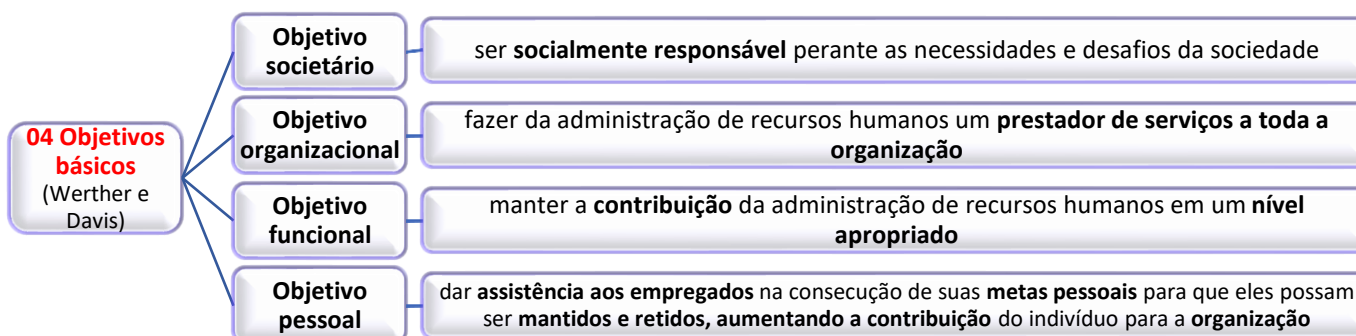 04 Objetivos
básicos
(Werther e
Davis)
Objetivo
societário
ser socialmente responsável perante as necessidades e desafios da sociedade
Objetivo
organizacional
fazer da administração de recursos humanos um prestador de serviços a toda a
organização
Objetivo
funcional
manter a contribuição da administração de recursos humanos em um nível
apropriado
Objetivo
pessoal
dar assistência aos empregados na consecução de suas metas pessoais para que eles possam
ser mantidos e retidos, aumentando a contribuição do indivíduo para a organização